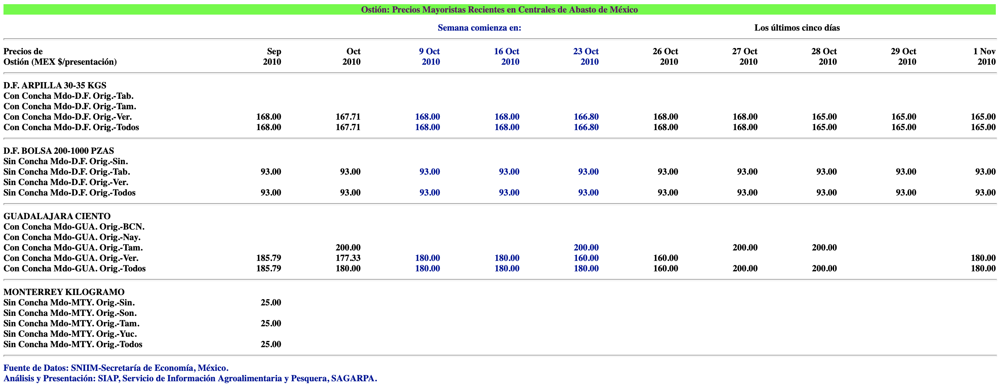 Ostión: Precios Mayoristas Recientes en Centrales de Abasto de México
Semana comienza en: Los últimos cinco días
Precios de Sep Oct 9 Oct 16 Oct 23 Oct 26 Oct 27 Oct 28 Oct 29 Oct 1 Nov
Ostión (MEX $/presentación) 2010 2010 2010 2010 2010 2010 2010 2010 2010 2010
D.F. ARPILLA 30-35 KGS
Con Concha Mdo-D.F. Orig.-Tab.
Con Concha Mdo-D.F. Orig.-Tam.
Con Concha Mdo-D.F. Orig.-Ver. 168.00 167.71 168.00 168.00 166.80 168.00 168.00 165.00 165.00 165.00
Con Concha Mdo-D.F. Orig.-Todos 168.00 167.71 168.00 168.00 166.80 168.00 168.00 165.00 165.00 165.00
D.F. BOLSA 200-1000 PZAS
Sin Concha Mdo-D.F. Orig.-Sin.
Sin Concha Mdo-D.F. Orig.-Tab. 93.00 93.00 93.00 93.00 93.00 93.00 93.00 93.00 93.00 93.00
Sin Concha Mdo-D.F. Orig.-Ver.
Sin Concha Mdo-D.F. Orig.-Todos 93.00 93.00 93.00 93.00 93.00 93.00 93.00 93.00 93.00 93.00
GUADALAJARA CIENTO
Con Concha Mdo-GUA. Orig.-BCN.
Con Concha Mdo-GUA. Orig.-Nay.
Con Concha Mdo-GUA. Orig.-Tam. 200.00 200.00 200.00 200.00
Con Concha Mdo-GUA. Orig.-Ver. 185.79 177.33 180.00 180.00 160.00 160.00 180.00
Con Concha Mdo-GUA. Orig.-Todos 185.79 180.00 180.00 180.00 180.00 160.00 200.00 200.00 180.00
MONTERREY KILOGRAMO
Sin Concha Mdo-MTY. Orig.-Sin. 25.00
Sin Concha Mdo-MTY. Orig.-Son.
Sin Concha Mdo-MTY. Orig.-Tam. 25.00
Sin Concha Mdo-MTY. Orig.-Yuc.
Sin Concha Mdo-MTY. Orig.-Todos 25.00
Fuente de Datos: SNIIM-Secretaría de Economía, México.
Análisis y Presentación: SIAP, Servicio de Información Agroalimentaria y Pesquera, SAGARPA.